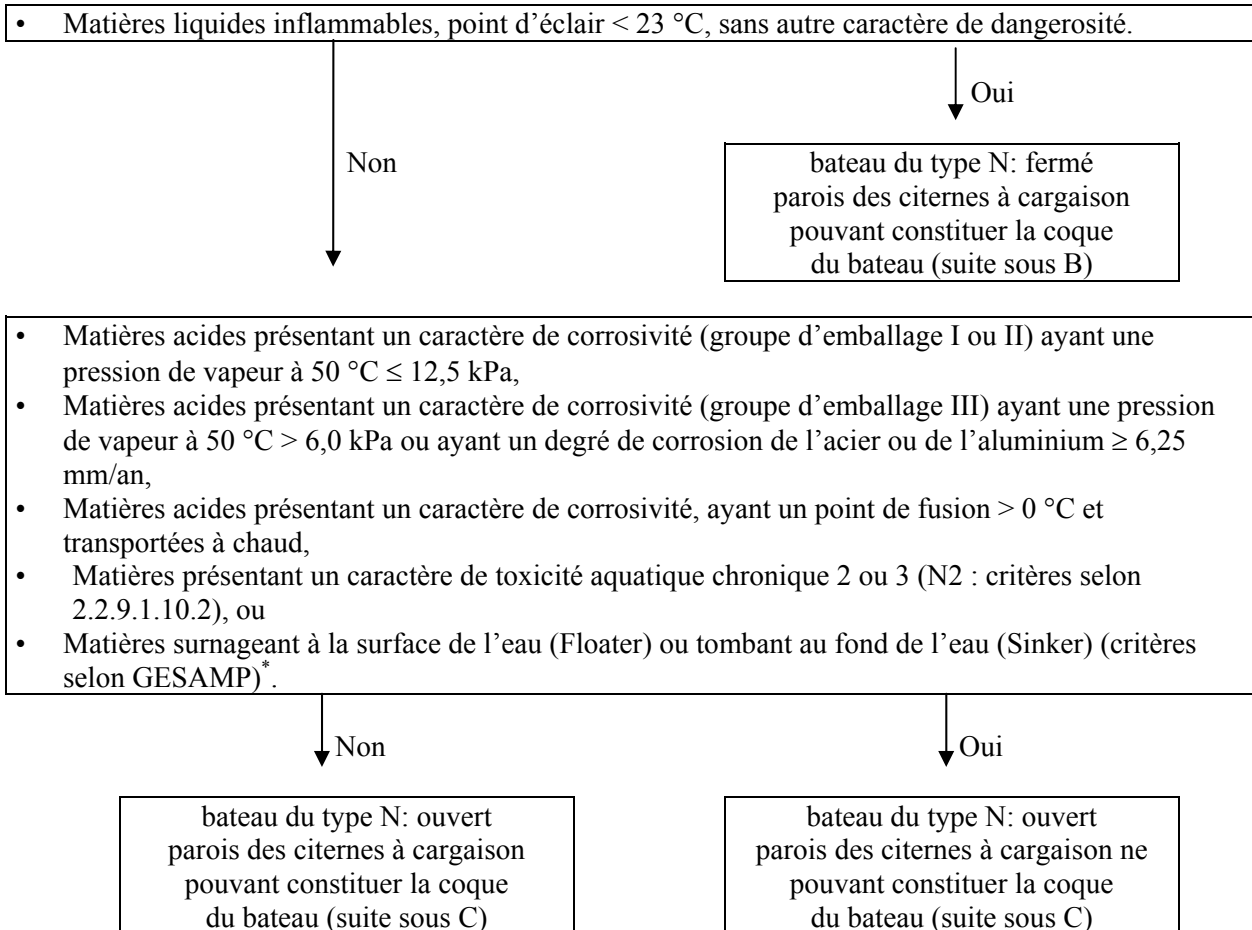 • Matières liquides inflammables, point d’éclair < 23 °C, sans autre caractère de dangerosité.
Oui
Non
bateau du type N: fermé
parois des citernes à cargaison
pouvant constituer la coque
du bateau (suite sous B)
• Matières acides présentant un caractère de corrosivité (groupe d’emballage I ou II) ayant une
pression de vapeur à 50 °C ≤ 12,5 kPa,
• Matières acides présentant un caractère de corrosivité (groupe d’emballage III) ayant une pression
de vapeur à 50 °C > 6,0 kPa ou ayant un degré de corrosion de l’acier ou de l’aluminium ≥ 6,25
mm/an,
• Matières acides présentant un caractère de corrosivité, ayant un point de fusion > 0 °C et
transportées à chaud,
• Matières présentant un caractère de toxicité aquatique chronique 2 ou 3 (N2 : critères selon
2.2.9.1.10.2), ou
• Matières surnageant à la surface de l’eau (Floater) ou tombant au fond de l’eau (Sinker) (critères
selon GESAMP)*.
Non
Oui
bateau du type N: ouvert
parois des citernes à cargaison
pouvant constituer la coque
du bateau (suite sous C)
bateau du type N: ouvert
parois des citernes à cargaison ne
pouvant constituer la coque
du bateau (suite sous C)